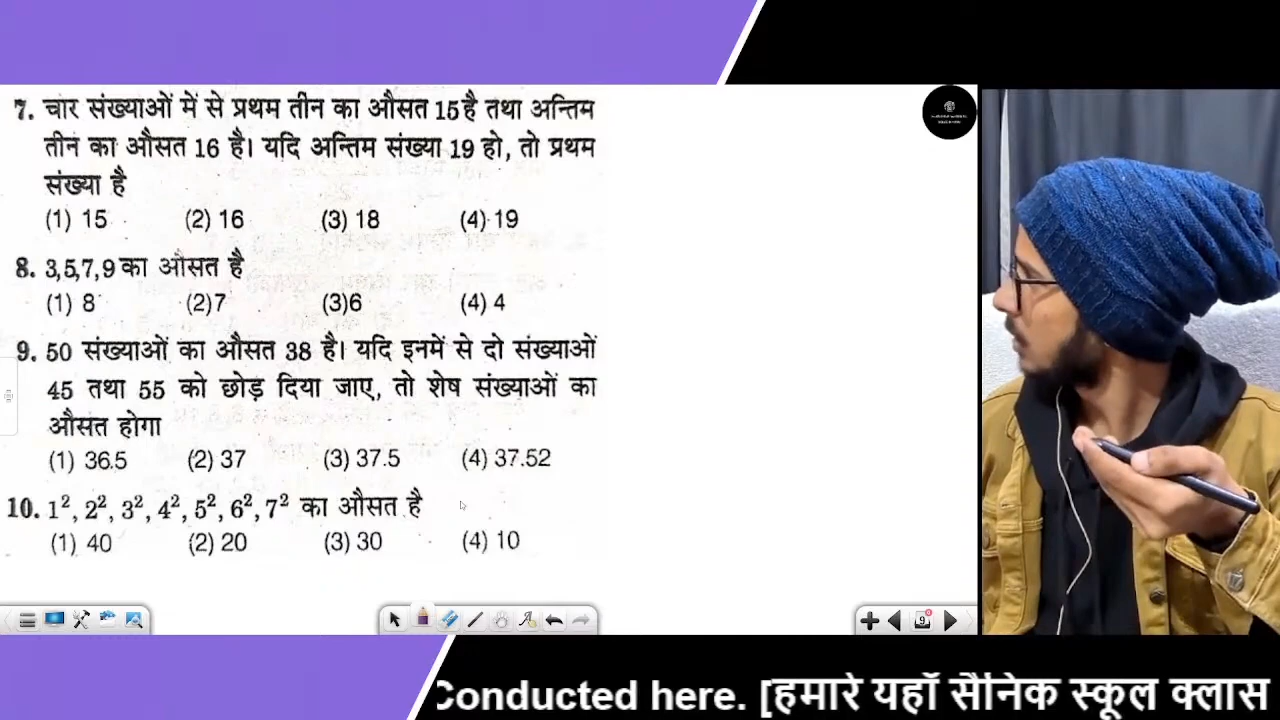 7. चार संख्याओं में से प्रथम तीन का औसत 15 है तथा अन्तिम
तीन का औसत 16 है। यदि अन्तिम संख्या 19 हो, तो प्रथम
संख्या है
(1) 15 (2) 16 (3) 18 (4) 19
8. 3,5,7,9 का औसत है
(1) 8 (2) 7 (3) 6 (4) 4
9. 50 संख्याओं का औसत 38 है। यदि इनमें से दो संख्याओं
45 तथा 55 को छोड़ दिया जाए, तो शेष संख्याओं का
औसत होगा
(1) 36.5 (2) 37 (3) 37.5 (4) 37.52
10. 1², 2², 3², 4², 5², 6², 7² का औसत है
(1) 40 (2) 20 (3) 30 (4) 10
9
Conducted here. [हमारे यहाँ सैनिक स्कूल क्लास